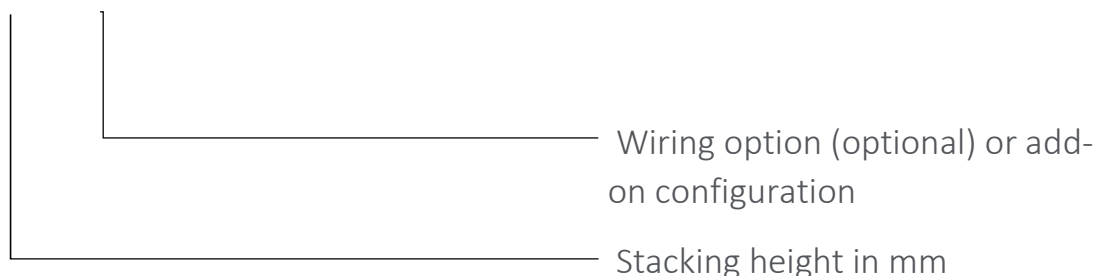 Wiring option (optional) or add-
on configuration
Stacking height in mm